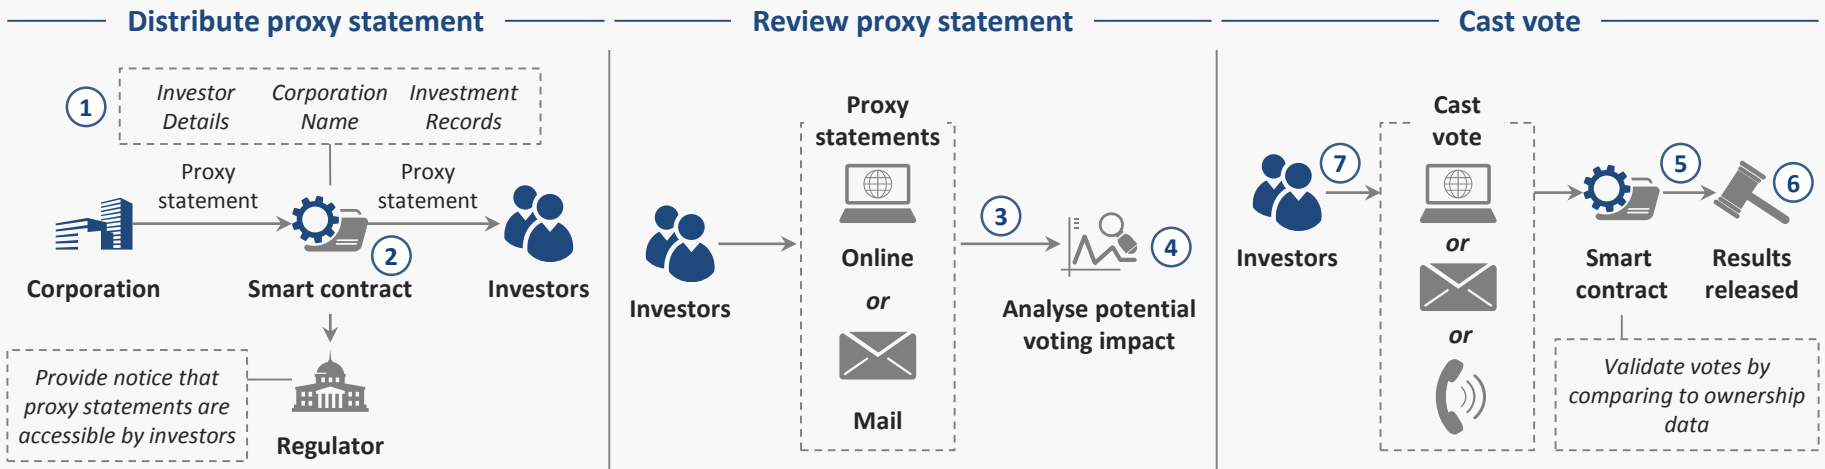 Distribute proxy statement
1
Investor Details
Corporation Name
Investment Records
Proxy statement
Proxy statement
2
Corporation
Smart contract
Investors
Provide notice that
proxy statements are
accessible by investors
Regulator
Review proxy statement
Proxy
statements
Online
or
Mail
Investors
3
4
Analyse potential
voting impact
Cast vote
Investors
7
Cast
vote
or
or
5
6
Smart
contract
Results
released
Validate votes by
comparing to ownership
data